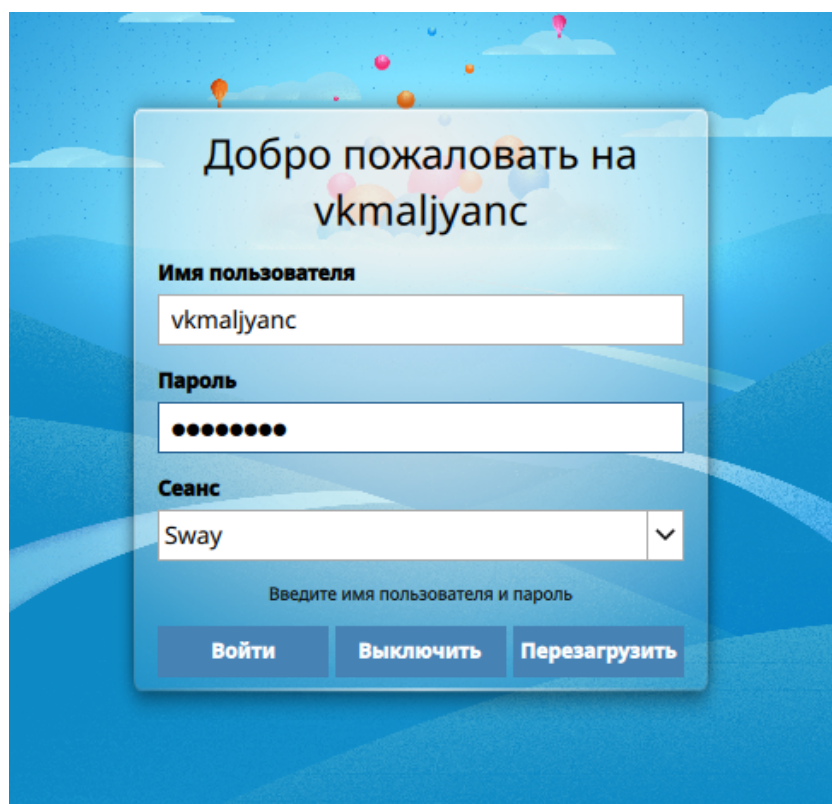 Добро пожаловать на
vkmaljyanc
Имя пользователя
vkmaljyanc
Пароль
●●●●●●●●
Сеанс
Sway
Введите имя пользователя и пароль
Войти
Выключить
Перезагрузить